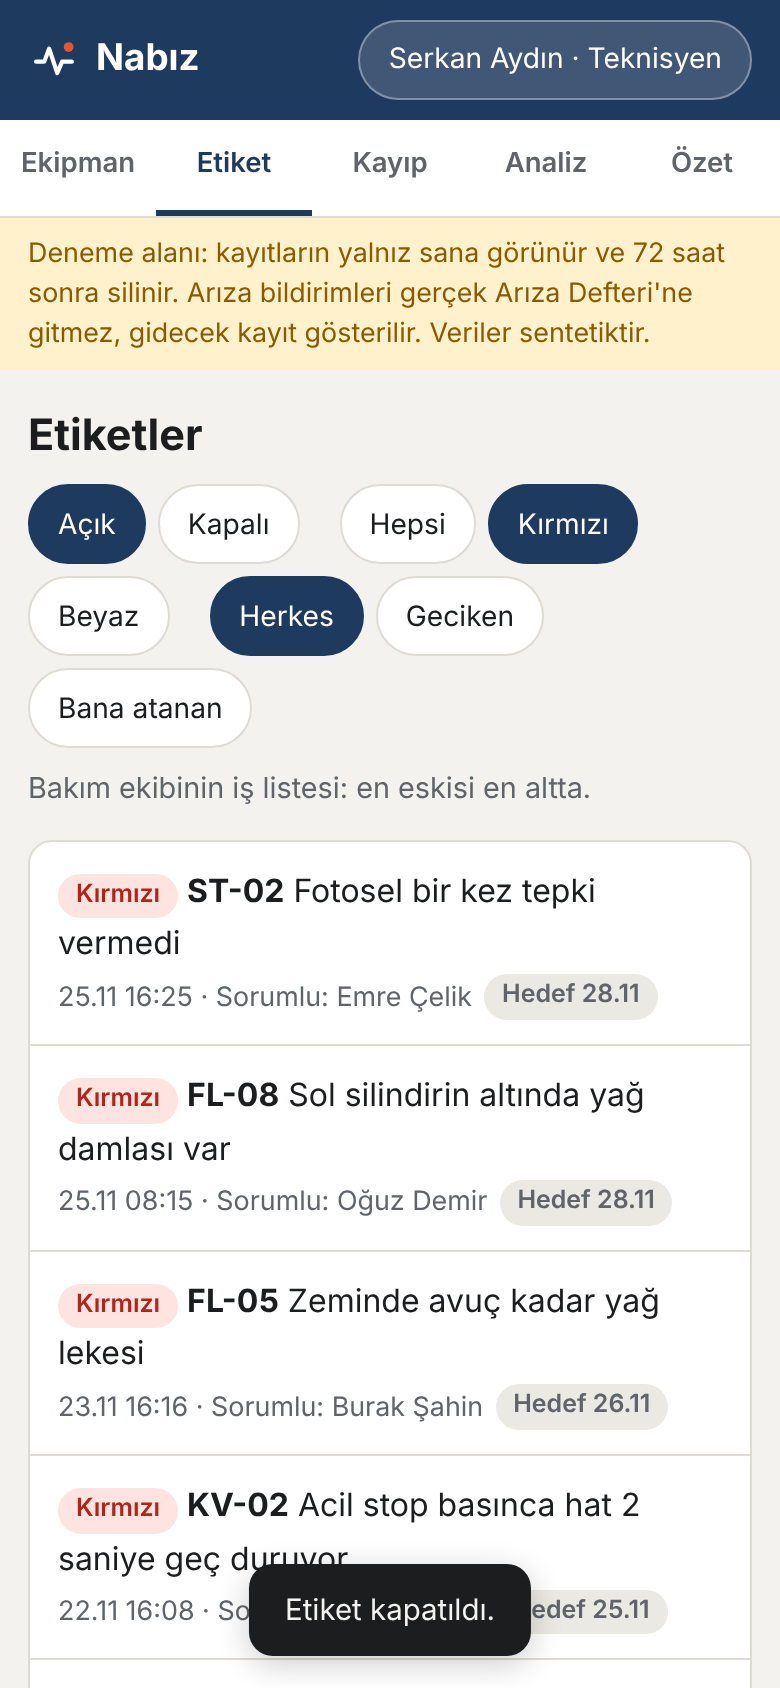 Nabız
Serkan Aydın · Teknisyen
Ekipman Etiket Kayıp Analiz Özet
Deneme alanı: kayıtların yalnız sana görünür ve 72 saat
sonra silinir. Arıza bildirimleri gerçek Arıza Defteri'ne
gitmez, gidecek kayıt gösterilir. Veriler sentetiktir.
Etiketler
Açık Kapalı Hepsi Kırmızı
Beyaz Herkes Geciken
Bana atanan
Bakım ekibinin iş listesi: en eskisi en altta.
Kırmızı ST-02 Fotosel bir kez tepki
vermedi
25.11 16:25 · Sorumlu: Emre Çelik Hedef 28.11
Kırmızı FL-08 Sol silindirin altında yağ
damlası var
25.11 08:15 · Sorumlu: Oğuz Demir Hedef 28.11
Kırmızı FL-05 Zeminde avuç kadar yağ
lekesi
23.11 16:16 · Sorumlu: Burak Şahin Hedef 26.11
Kırmızı KV-02 Acil stop basınca hat 2
saniye geç duruyor
22.11 16:08 · 25.11
Etiket kapatıldı.